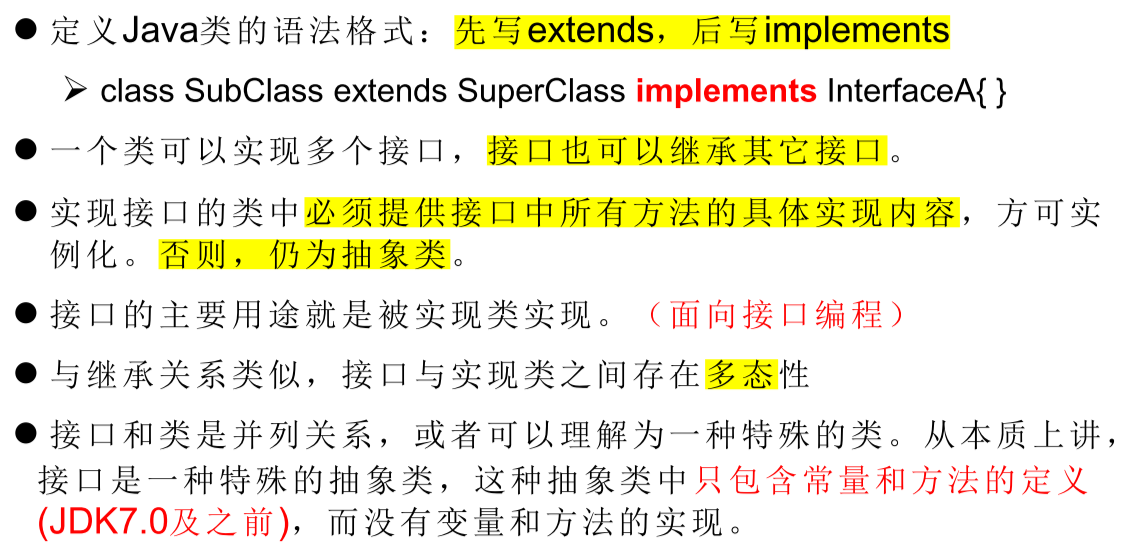 ● 定义Java类的语法格式：先写extends，后写implements
➢ class SubClass extends SuperClass implements InterfaceA{ }
● 一个类可以实现多个接口，接口也可以继承其它接口。
● 实现接口的类中必须提供接口中所有方法的具体实现内容，方可实
例化。否则，仍为抽象类。
● 接口的主要用途就是被实现类实现。（面向接口编程）
● 与继承关系类似，接口与实现类之间存在多态性
● 接口和类是并列关系，或者可以理解为一种特殊的类。从本质上讲，
接口是一种特殊的抽象类，这种抽象类中只包含常量和方法的定义
(JDK7.0及之前)，而没有变量和方法的实现。